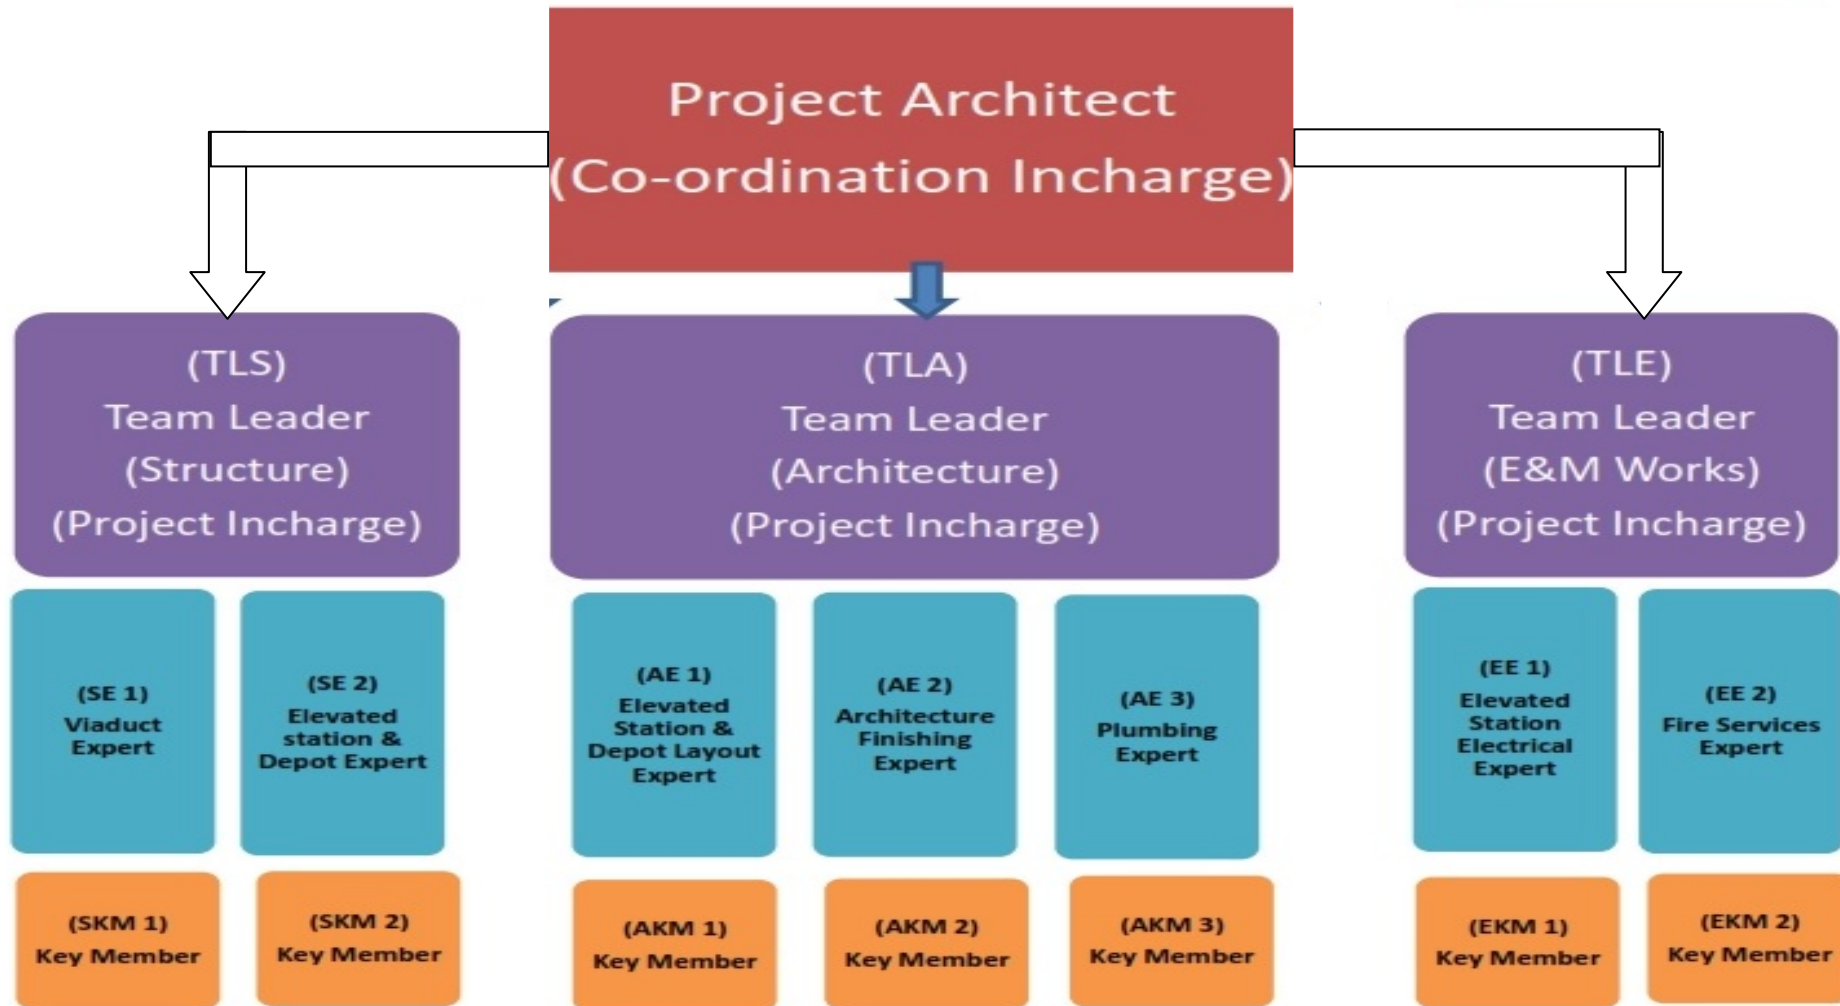 Project Architect
(Co-ordination Incharge)
(TLS)
Team Leader
(Structure)
(Project Incharge)
(TLA)
Team Leader
(Architecture)
(Project Incharge)
(TLE)
Team Leader
(E&M Works)
(Project Incharge)
(SE 1)
Viaduct
Expert
(SE 2)
Elevated
station &
Depot Expert
(AE 1)
Elevated
Station &
Depot Layout
Expert
(AE 2)
Architecture
Finishing
Expert
(AE 3)
Plumbing
Expert
(EE 1)
Elevated
Station
Electrical
Expert
(EE 2)
Fire Services
Expert
(SKM 1)
Key Member
(SKM 2)
Key Member
(AKM 1)
Key Member
(AKM 2)
Key Member
(AKM 3)
Key Member
(EKM 1)
Key Member
(EKM 2)
Key Member